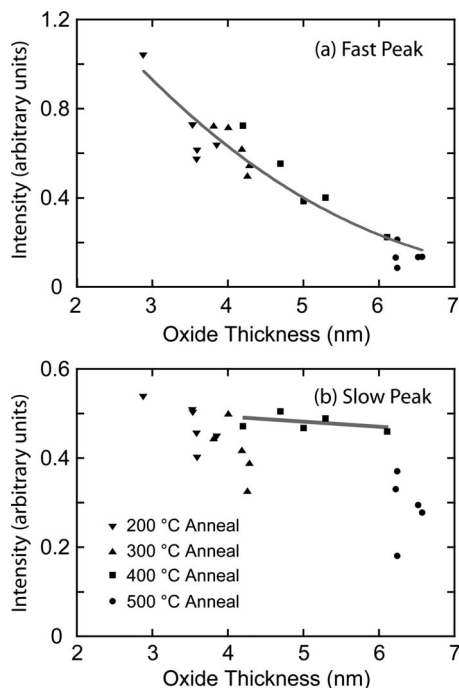 1.2
(a) Fast Peak
0.8
0.4
0
Intensity (arbitrary units)
2 3 4 5 6 7
Oxide Thickness (nm)
0.6
(b) Slow Peak
0.4
0.2
0
Intensity (arbitrary units)
200 °C Anneal
300 °C Anneal
400 °C Anneal
500 °C Anneal
2 3 4 5 6 7
Oxide Thickness (nm)